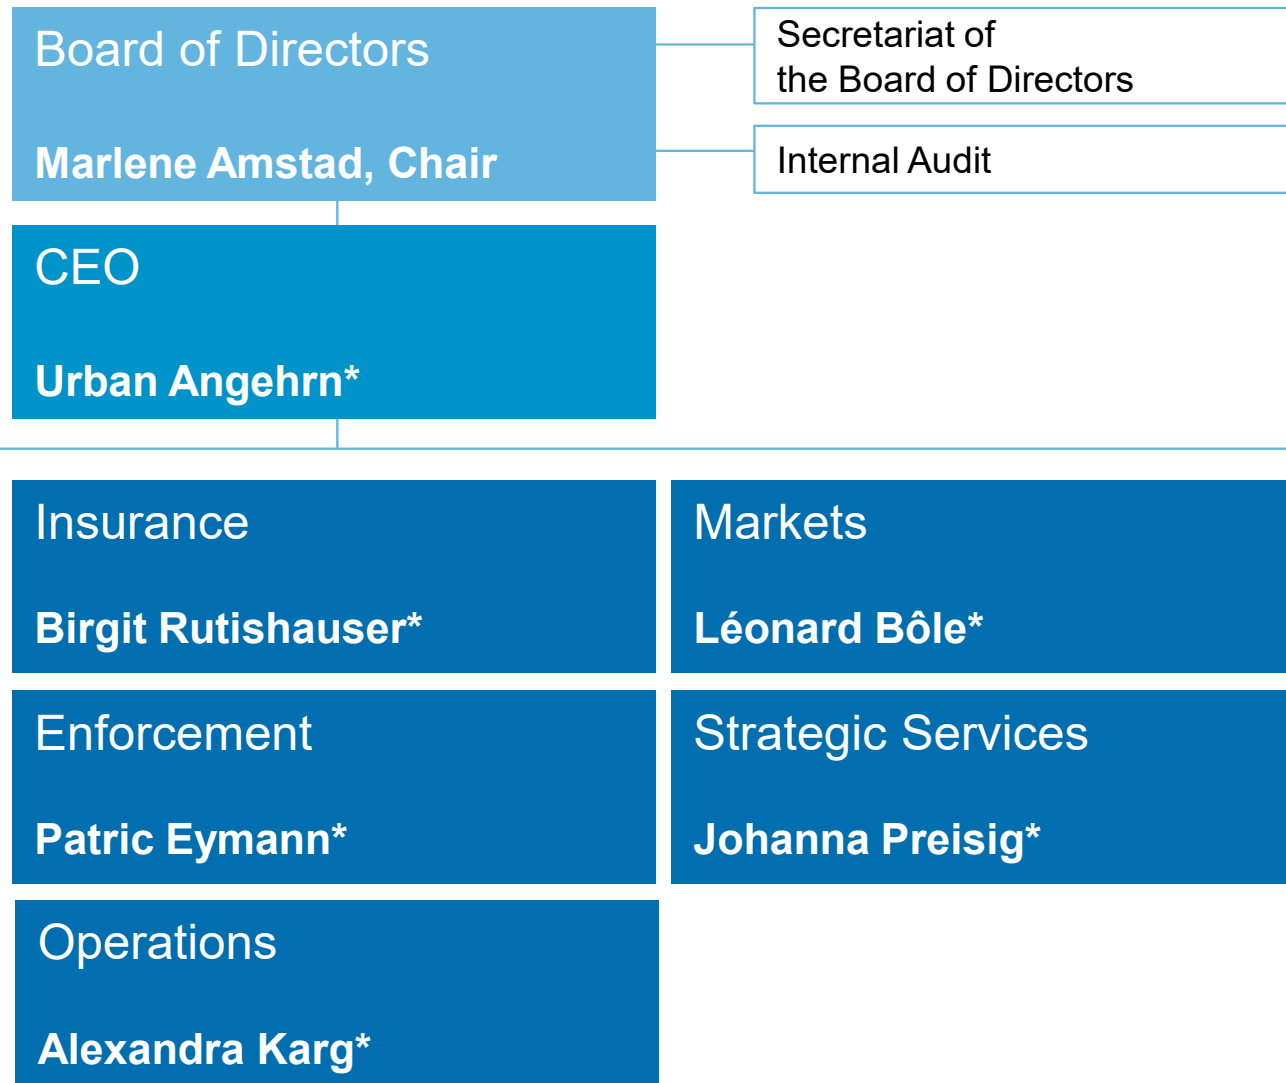 Board of Directors
Marlene Amstad, Chair
Secretariat of
the Board of Directors
Internal Audit
CEO
Urban Angehrn*
Insurance
Birgit Rutishauser*
Markets
Léonard Bôle*
Enforcement
Patric Eymann*
Strategic Services
Johanna Preisig*
Operations
Alexandra Karg*